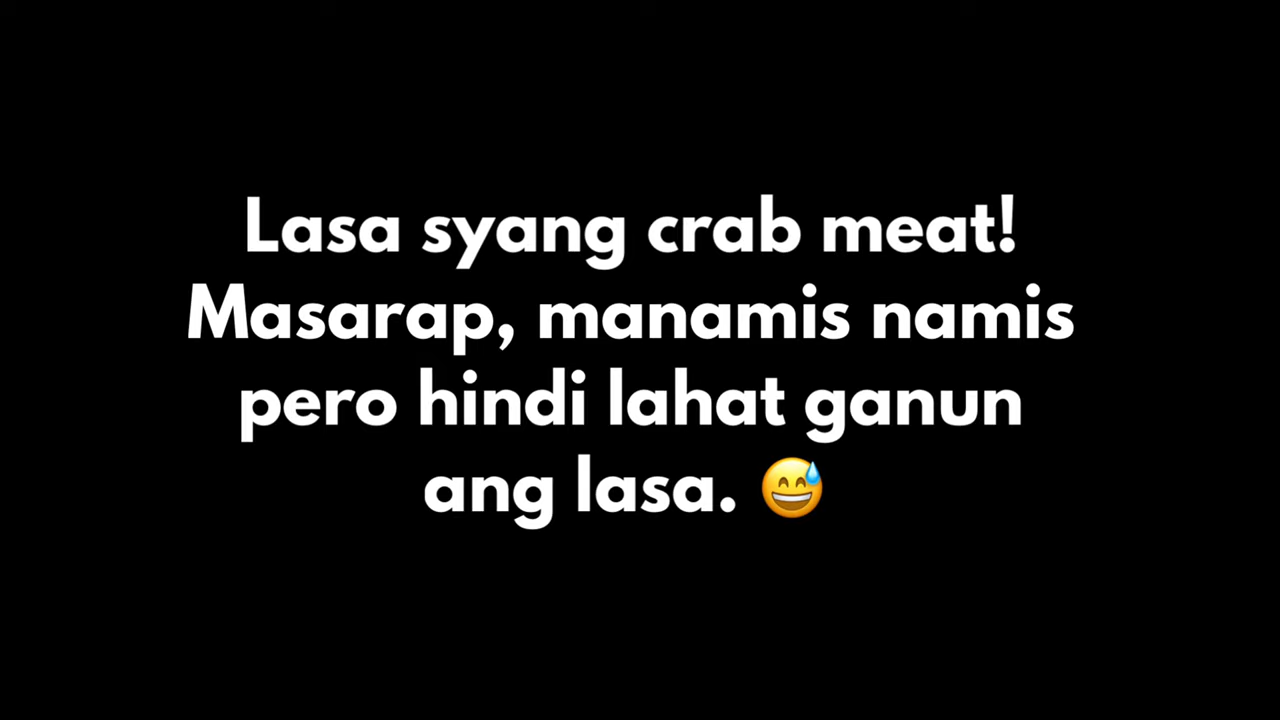 Lasa syang crab meat!
Masarap, manamis namis
pero hindi lahat ganun
ang lasa. 😅